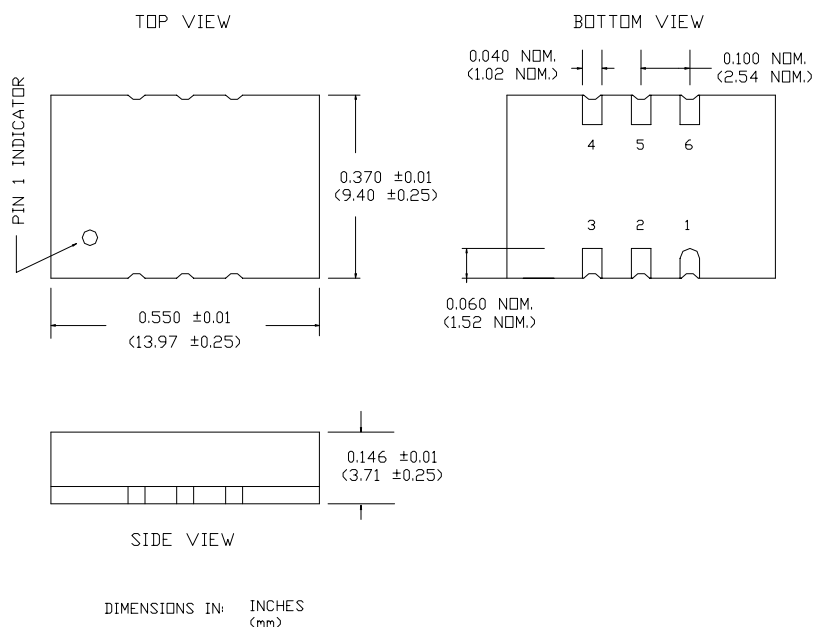 TOP VIEW
BOTTOM VIEW
0.040 NOM.
(1.02 NOM.)
0.100 NOM.
(2.54 NOM.)
PIN 1 INDICATOR
4 5 6
0.370 ±0.01
(9.40 ±0.25)
3 2 1
0.060 NOM.
(1.52 NOM.)
0.550 ±0.01
(13.97 ±0.25)
0.146 ±0.01
(3.71 ±0.25)
SIDE VIEW
DIMENSIONS IN: INCHES
(mm)